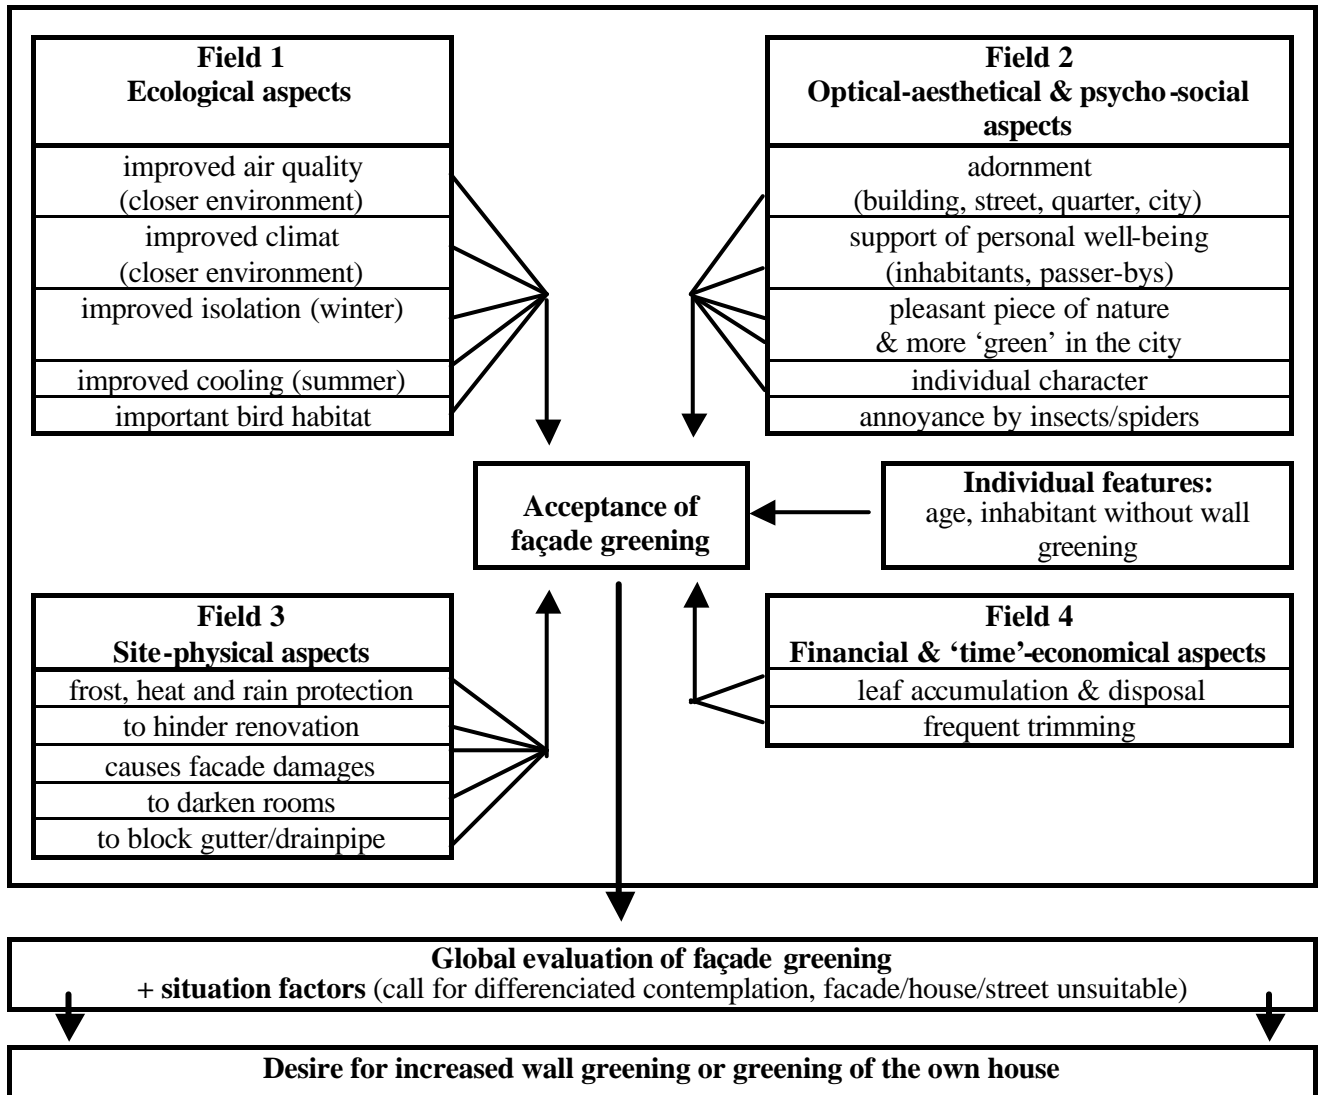 Field 1
Ecological aspects
improved air quality
(closer environment)
improved climat
(closer environment)
improved isolation (winter)
improved cooling (summer)
important bird habitat
Field 2
Optical-aesthetical & psycho-social
aspects
adornment
(building, street, quarter, city)
support of personal well-being
(inhabitants, passer-bys)
pleasant piece of nature
& more ‘green’ in the city
individual character
annoyance by insects/spiders
Acceptance of
façade greening
Individual features:
age, inhabitant without wall
greening
Field 3
Site-physical aspects
frost, heat and rain protection
to hinder renovation
causes facade damages
to darken rooms
to block gutter/drainpipe
Field 4
Financial & ‘time’-economical aspects
leaf accumulation & disposal
frequent trimming
Global evaluation of façade greening
+ situation factors (call for differenciated contemplation, facade/house/street unsuitable)
Desire for increased wall greening or greening of the own house